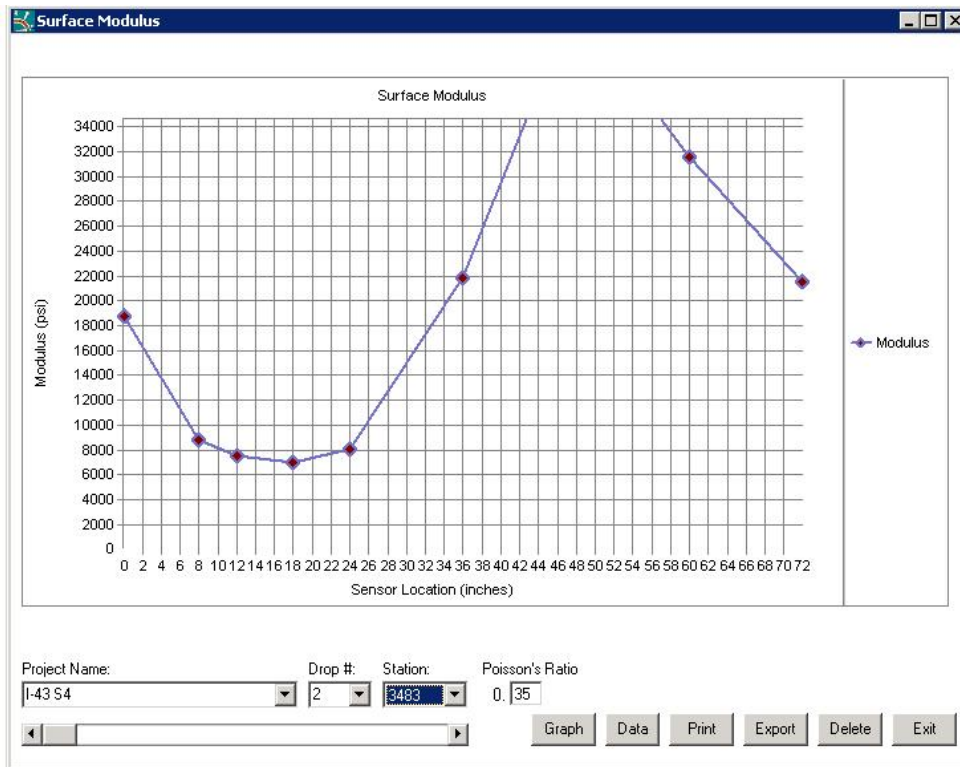 Surface Modulus
Surface Modulus
34000
32000
30000
28000
26000
24000
22000
20000
18000
16000
14000
12000
10000
8000
6000
4000
2000
0
Modulus (psi)
0 2 4 6 8 10 12 14 16 18 20 22 24 26 28 30 32 34 36 38 40 42 44 46 48 50 52 54 56 58 60 62 64 66 68 70 72
Sensor Location (inches)
Modulus
Project Name: Drop #: Station: Poisson's Ratio
I-43 S4 2 3483 0. 35
Graph Data Print Export Delete Exit